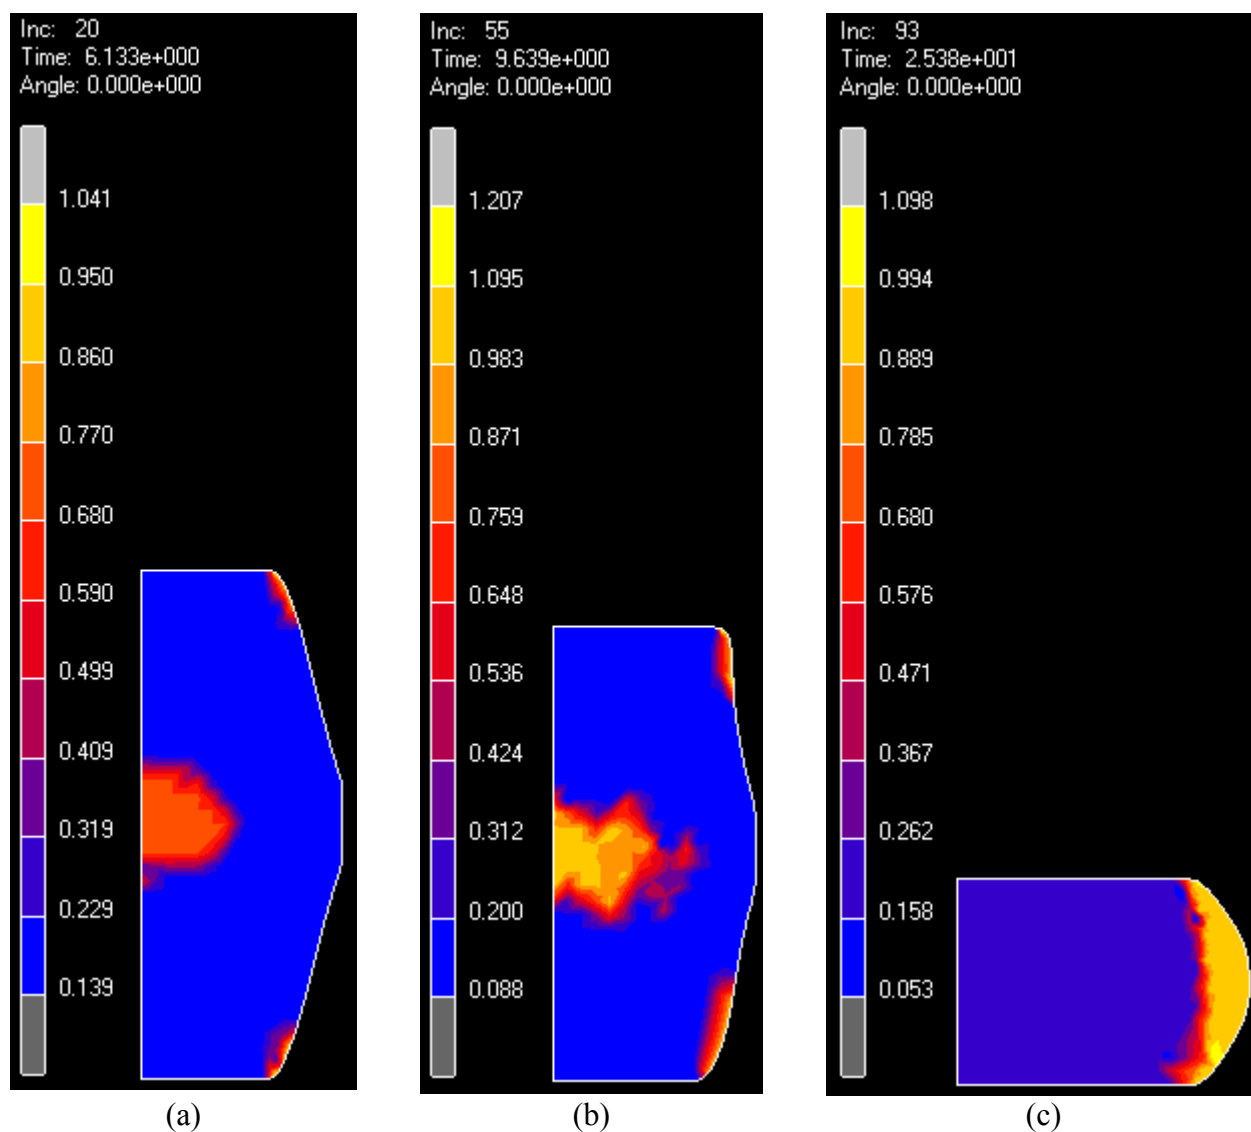 Inc: 20
Time: 6.133e+000
Angle: 0.000e+000
1.041
0.950
0.860
0.770
0.680
0.590
0.499
0.409
0.319
0.229
0.139
(a)
Inc: 55
Time: 9.639e+000
Angle: 0.000e+000
1.207
1.095
0.983
0.871
0.759
0.648
0.536
0.424
0.312
0.200
0.088
(b)
Inc: 93
Time: 2.538e+001
Angle: 0.000e+000
1.098
0.994
0.889
0.785
0.680
0.576
0.471
0.367
0.262
0.158
0.053
(c)